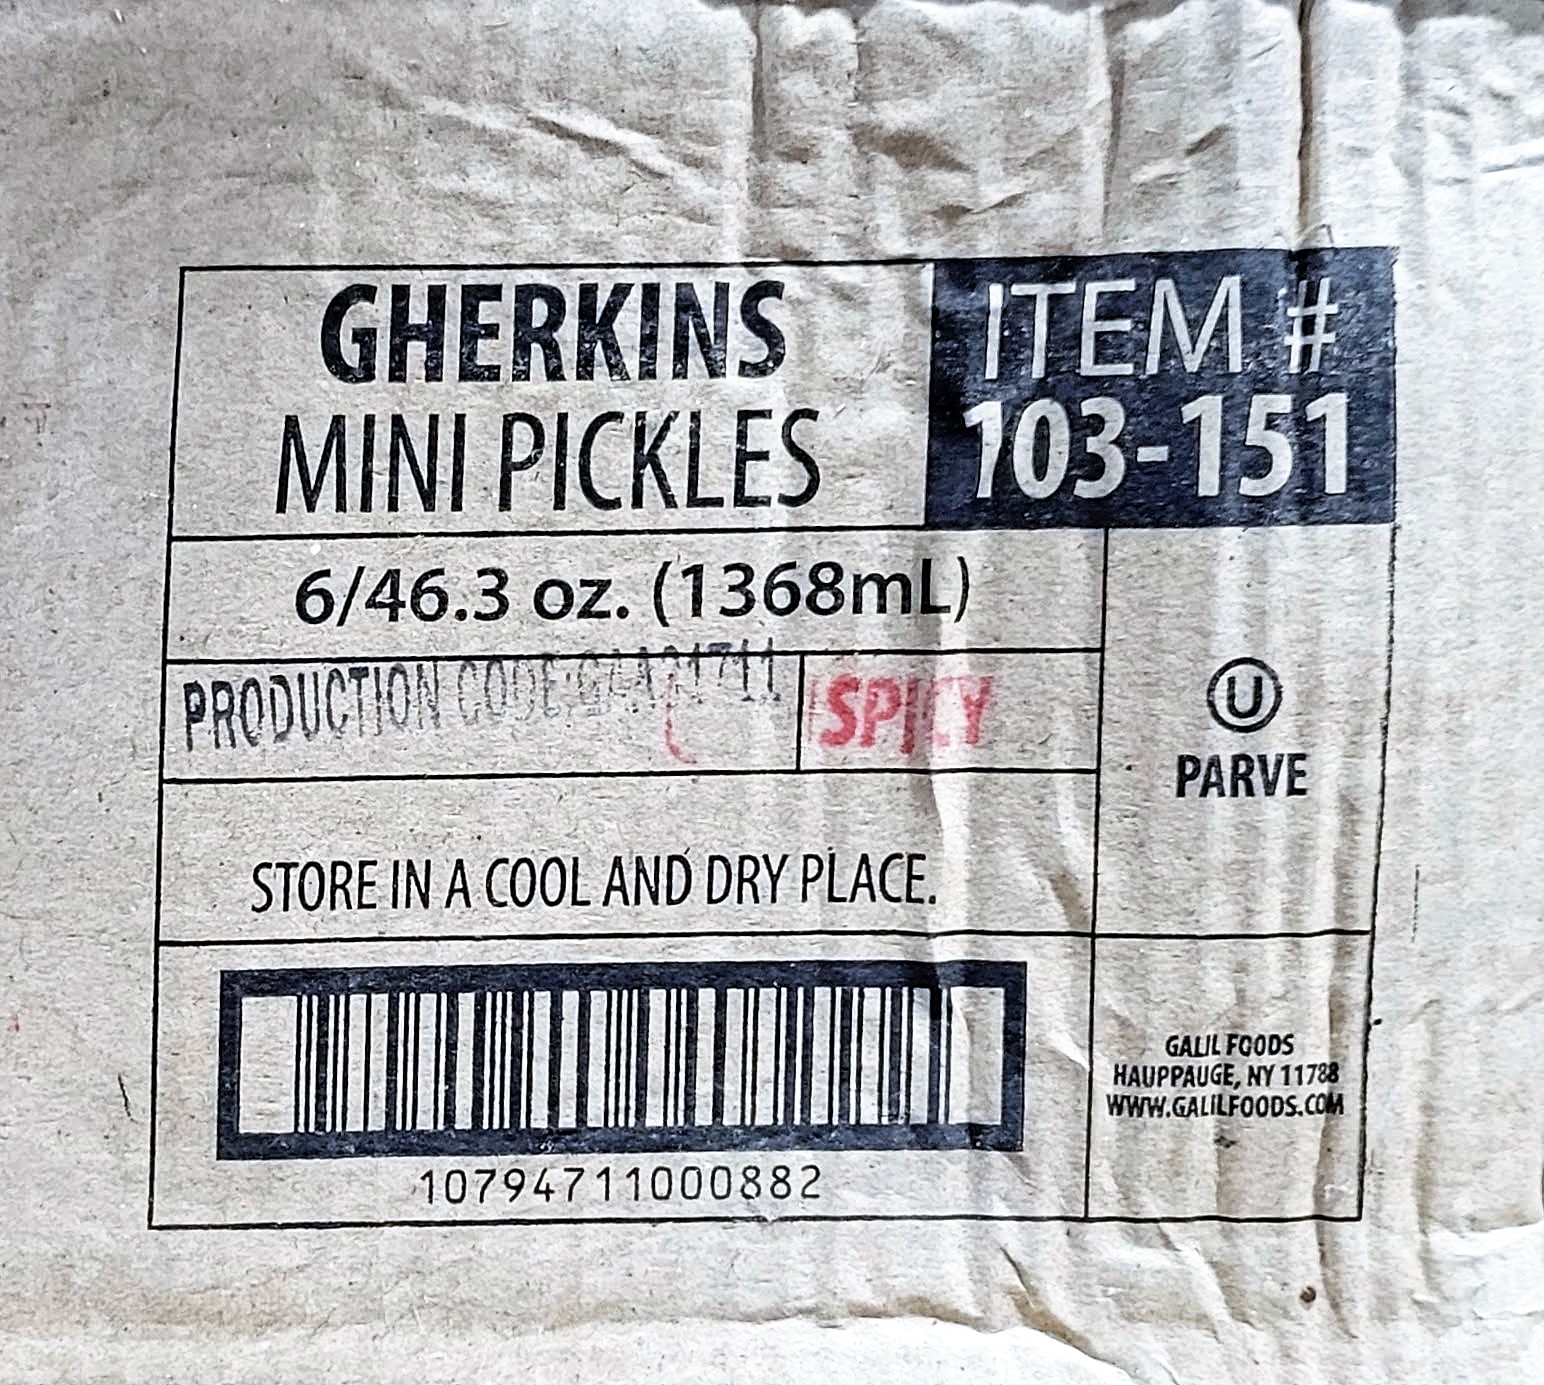 GHERKINS
MINI PICKLES
ITEM #
103-151
6/46.3 oz. (1368mL)
PRODUCTION CODE:
SPICY
U
PARVE
STORE IN A COOL AND DRY PLACE.
10794711000882
GALIL FOODS
HAUPPAUGE, NY 11788
WWW.GALILFOODS.COM